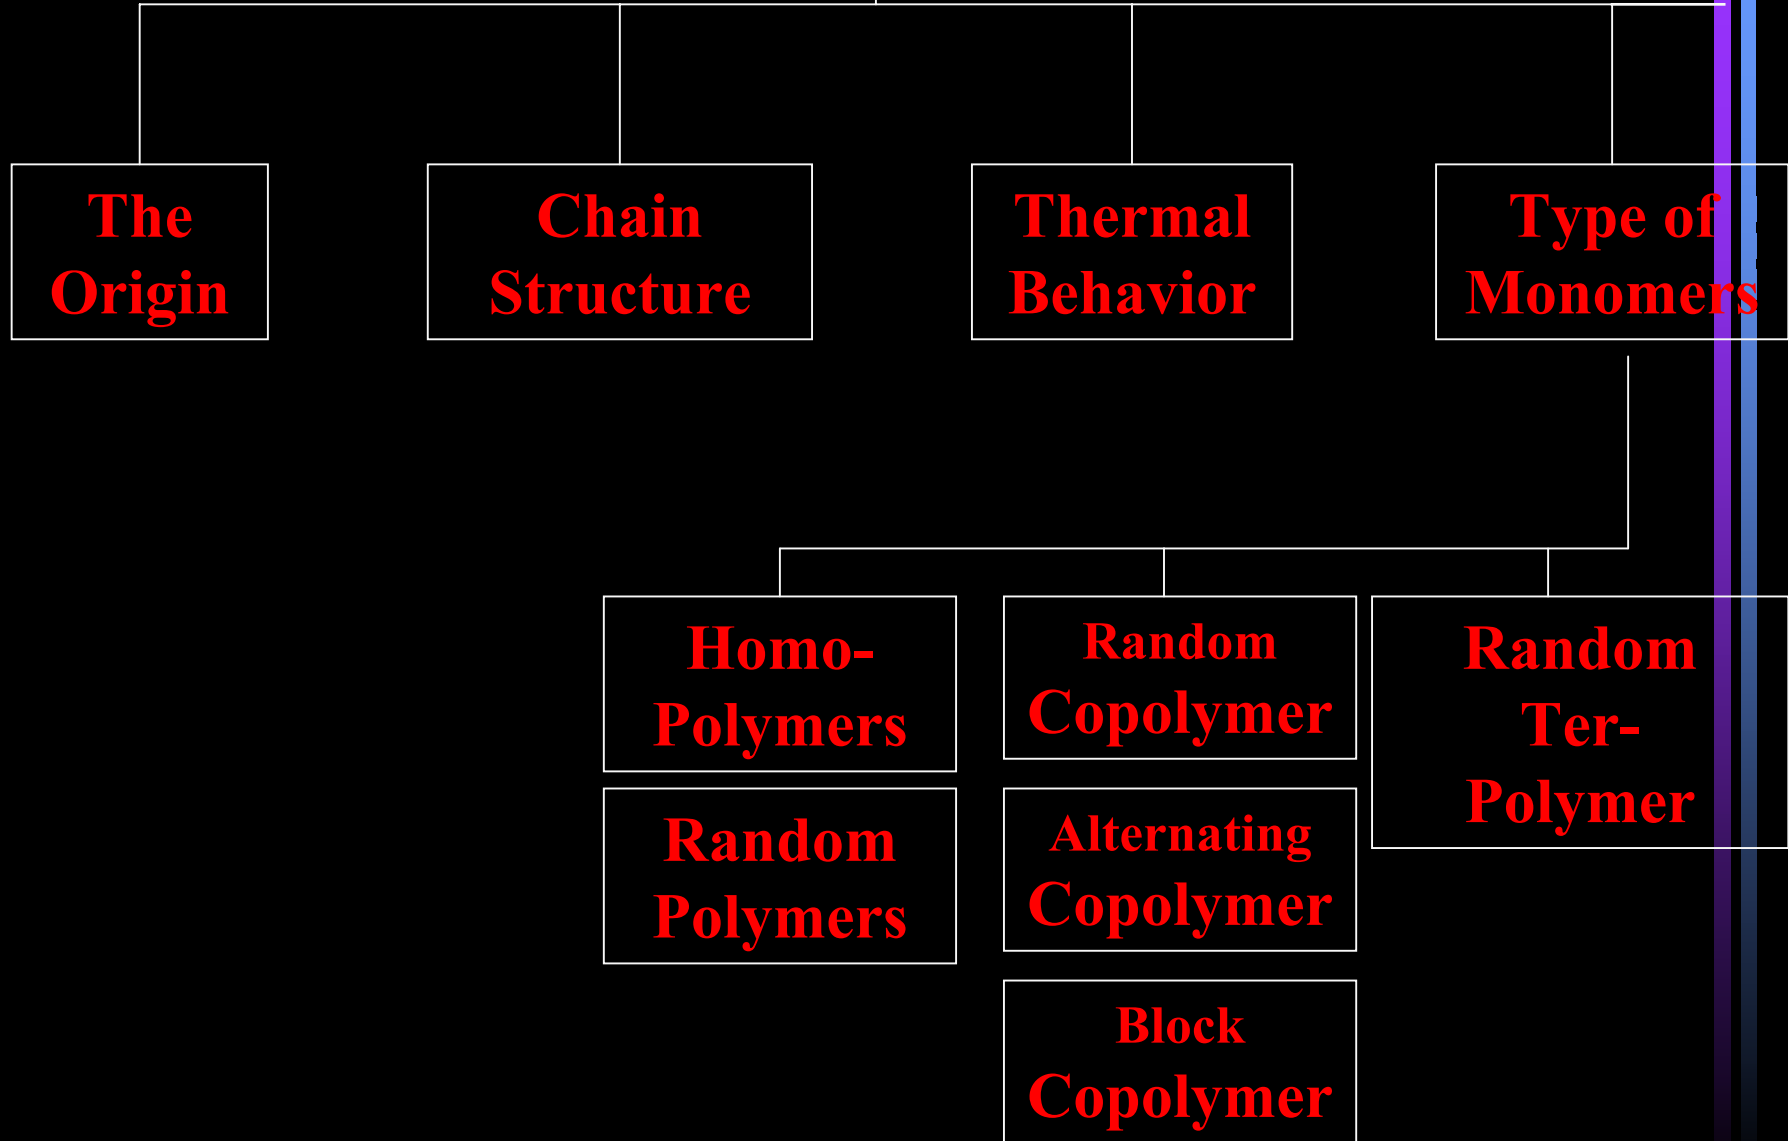 The
Origin
Chain
Structure
Thermal
Behavior
Type of
Monomers
Homo-
Polymers
Random
Polymers
Random
Copolymer
Alternating
Copolymer
Block
Copolymer
Random
Ter-
Polymer